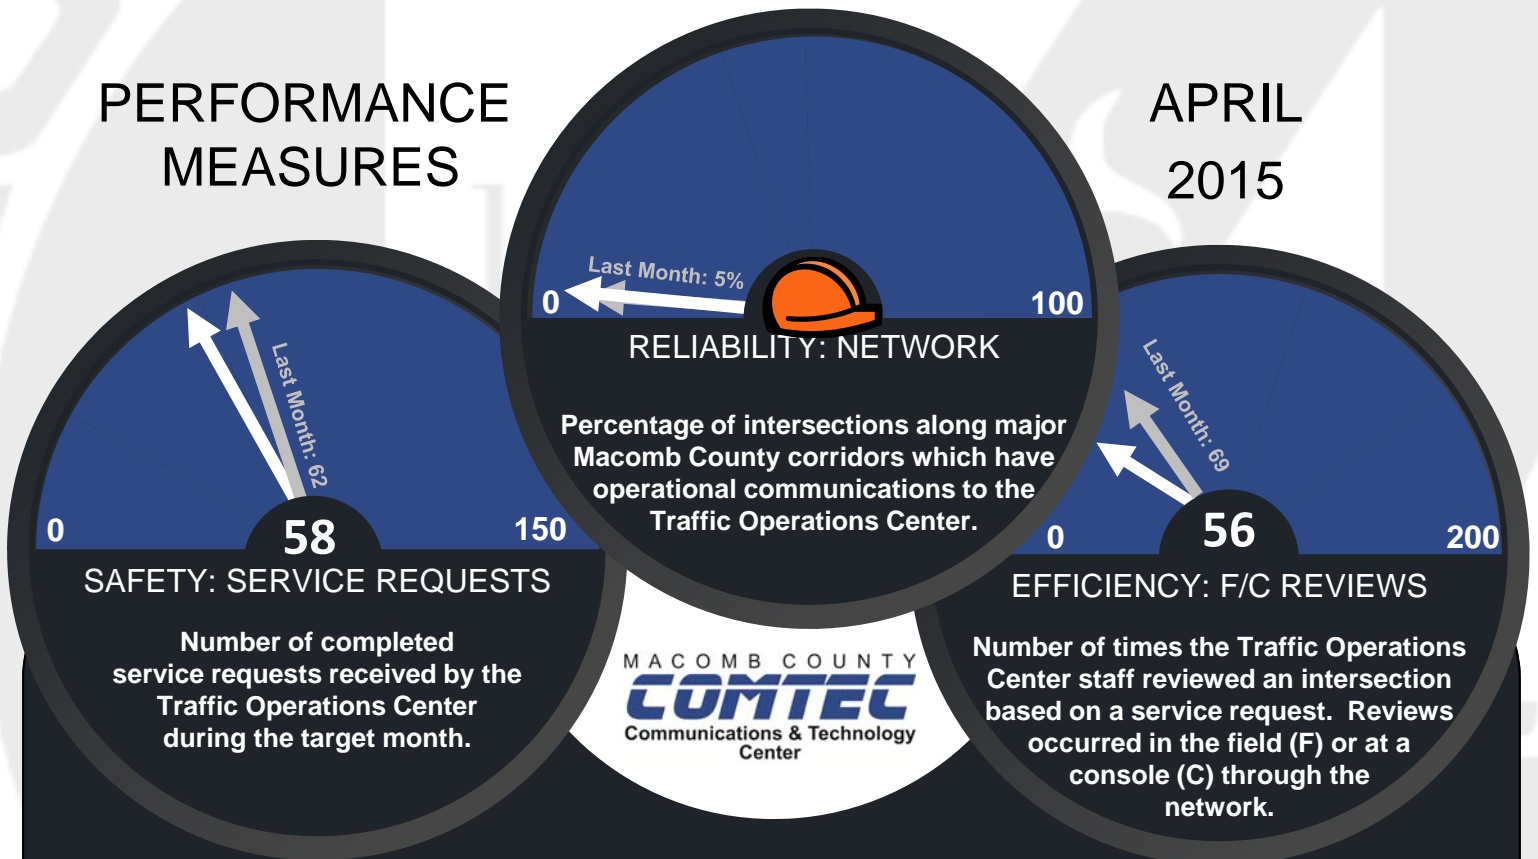 PERFORMANCE
MEASURES
APRIL
2015
Last Month: 5%
0
100
RELIABILITY: NETWORK
Percentage of intersections along major
Macomb County corridors which have
operational communications to the
Traffic Operations Center.
Last Month: 62
0
58
150
SAFETY: SERVICE REQUESTS
Number of completed
service requests received by the
Traffic Operations Center
during the target month.
Last Month: 69
0
56
200
EFFICIENCY: F/C REVIEWS
Number of times the Traffic Operations
Center staff reviewed an intersection
based on a service request.  Reviews
occurred in the field (F) or at a
console (C) through the
network.
MACOMB COUNTY
COMTEC
Communications & Technology
Center